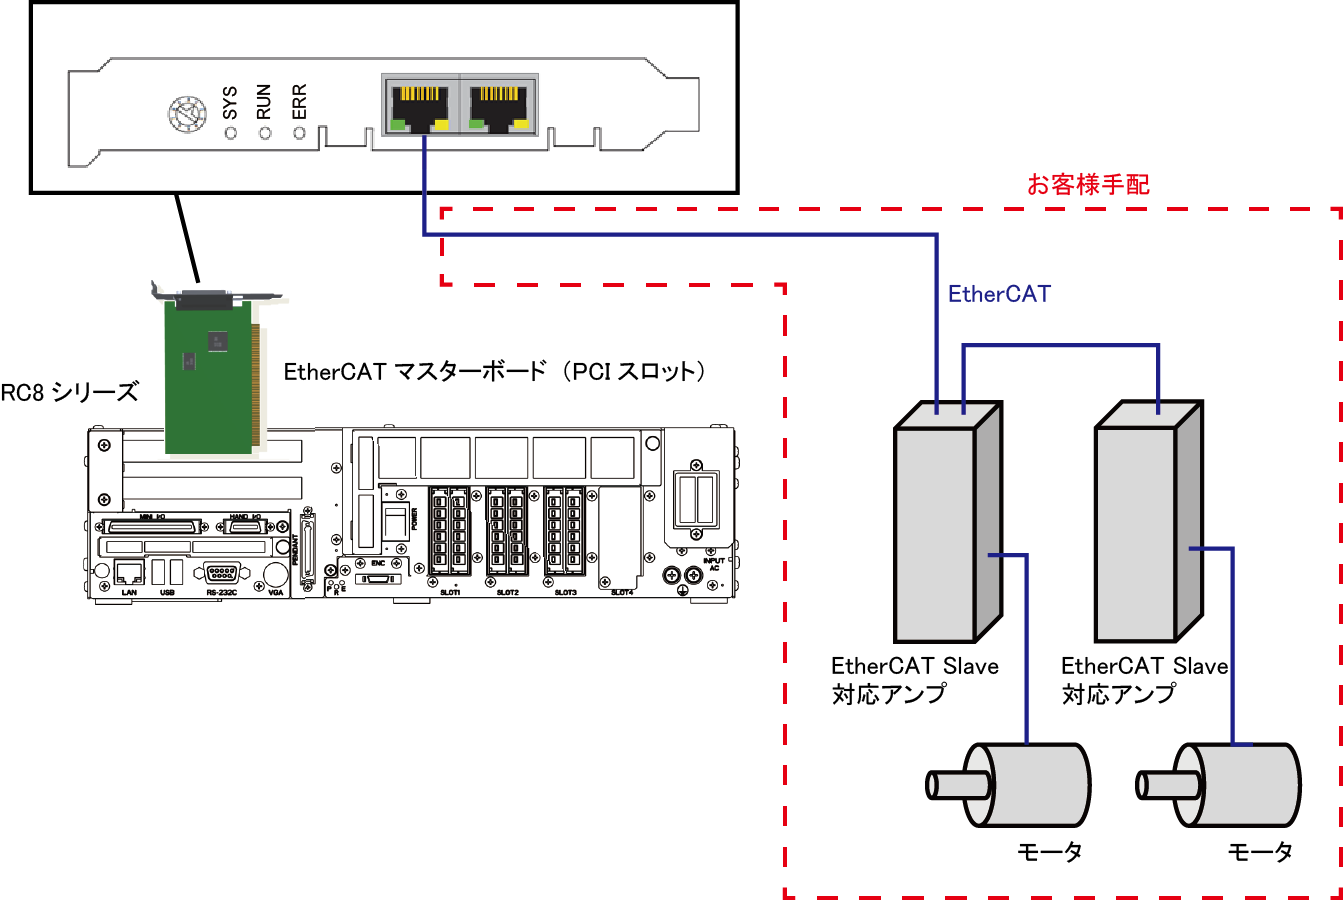 SYS
RUN
ERR
お客様手配
EtherCAT
EtherCAT マスターボード （PCI スロット）
RC8 シリーズ
MINI I/O
HAND I/O
POWER
PENDANT
ENC
INPUT
AC
LAN
USB
RS-232C
VGA
SLOT1
SLOT2
SLOT3
SLOT4
EtherCAT Slave
対応アンプ
EtherCAT Slave
対応アンプ
モータ
モータ